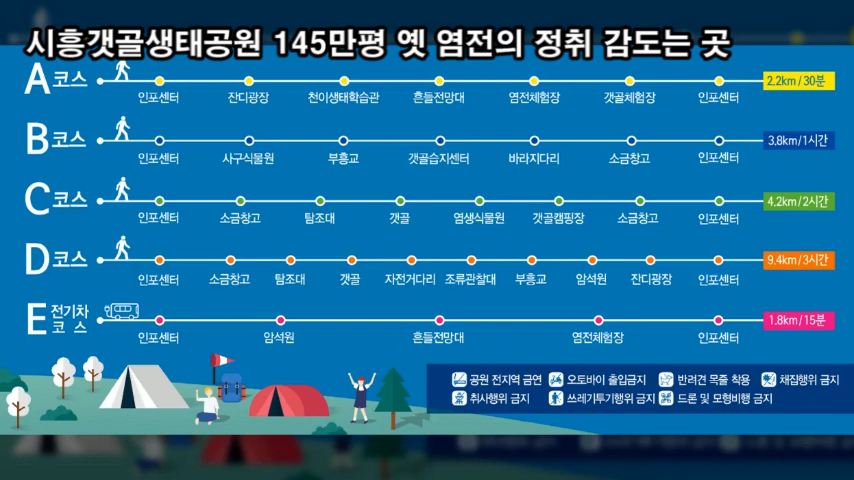 시흥갯골생태공원 145만평 옛 염전의 정취 감도는 곳
A 코스
인포센터 잔디광장 천이생태학습관 흔들전망대 염전체험장 갯골체험장 인포센터
2.2km/30분
B 코스
인포센터 사구식물원 부흥교 갯골습지센터 바라지다리 소금창고 인포센터
3.8km/1시간
C 코스
인포센터 소금창고 탐조대 갯골 염생식물원 갯골캠핑장 소금창고 인포센터
4.2km/2시간
D 코스
인포센터 소금창고 탐조대 갯골 자전거다리 조류관찰대 부흥교 암석원 잔디광장 인포센터
9.4km/3시간
E 전기차 코스
인포센터 암석원 흔들전망대 염전체험장 인포센터
1.8km/15분
공원 전지역 금연 오토바이 출입금지 반려견 목줄 착용 채집행위 금지
취사행위 금지 쓰레기투기행위 금지 드론 및 모형비행 금지